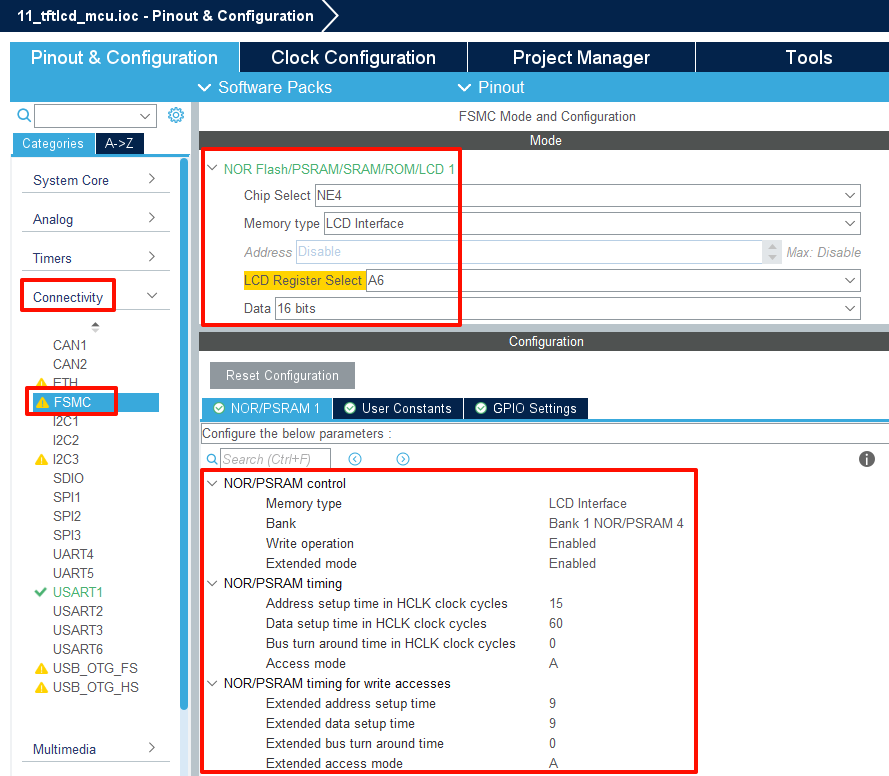 11_tftlcd_mcu.ioc - Pinout & Configuration
Pinout & Configuration
Clock Configuration
Project Manager
Tools
Software Packs
Pinout
Categories
A->Z
System Core
Analog
Timers
Connectivity
CAN1
CAN2
ETH
FSMC
I2C1
I2C2
I2C3
SDIO
SPI1
SPI2
SPI3
UART4
UART5
USART1
USART2
USART3
USART6
USB_OTG_FS
USB_OTG_HS
Multimedia
FSMC Mode and Configuration
Mode
NOR Flash/PSRAM/SRAM/ROM/LCD 1
Chip Select NE4
Memory type LCD Interface
Address Disable Max: Disable
LCD Register Select A6
Data 16 bits
Configuration
Reset Configuration
NOR/PSRAM 1
User Constants
GPIO Settings
Configure the below parameters :
Search (Ctrl+F)
NOR/PSRAM control
Memory type LCD Interface
Bank Bank 1 NOR/PSRAM 4
Write operation Enabled
Extended mode Enabled
NOR/PSRAM timing
Address setup time in HCLK clock cycles 15
Data setup time in HCLK clock cycles 60
Bus turn around time in HCLK clock cycles 0
Access mode A
NOR/PSRAM timing for write accesses
Extended address setup time 9
Extended data setup time 9
Extended bus turn around time 0
Extended access mode A